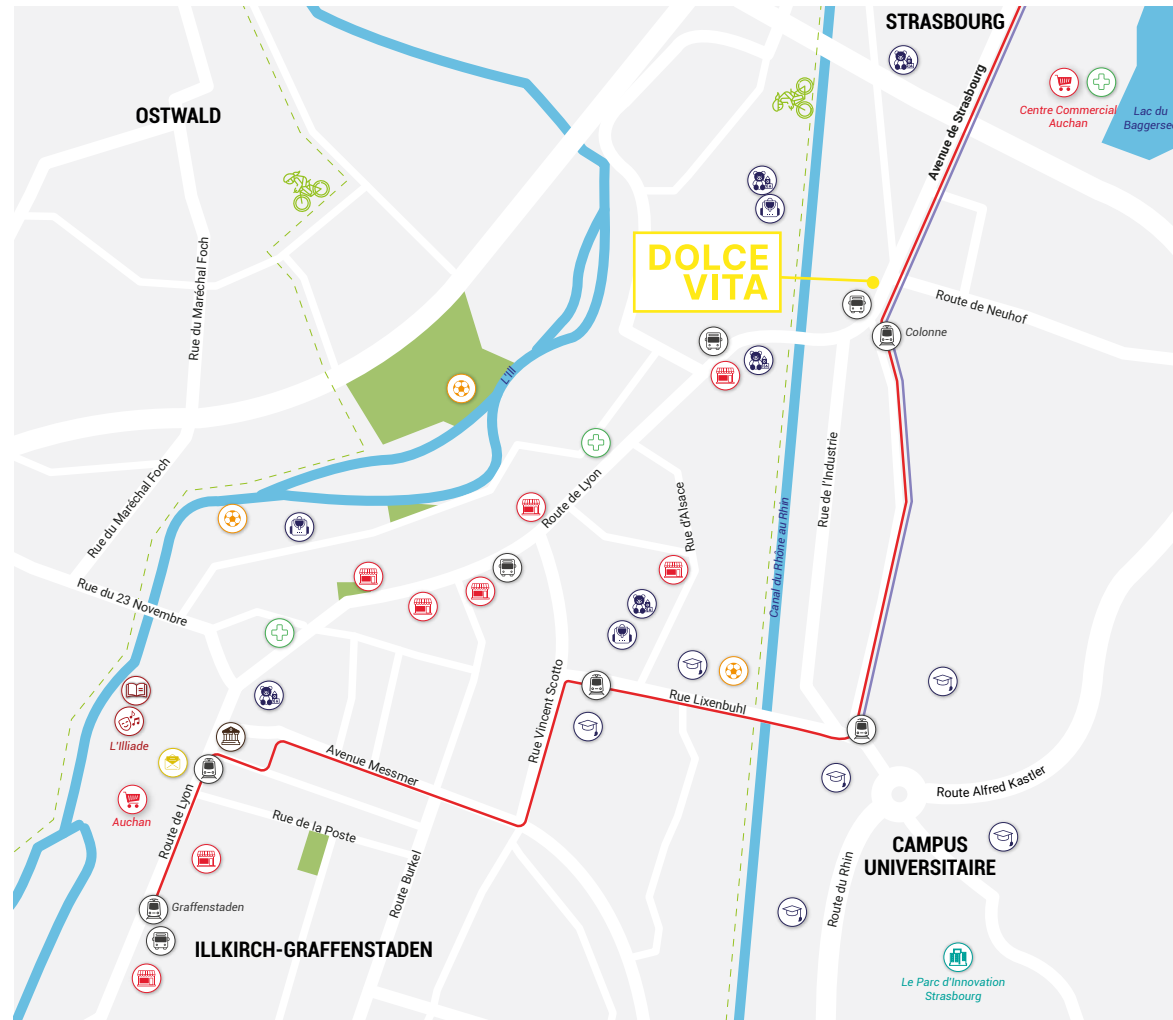 STRASBOURG
OSTWALD
Avenue de Strasbourg
Centre Commercial
Auchan
Lac du
Baggersee
Rue du Maréchal Foch
DOLCE
VITA
Route de Neuhof
Colonne
L'Ill
Rue du Maréchal Foch
Route de Lyon
Rue d'Alsace
Rue de l'Industrie
Canal du Rhône au Rhin
Rue du 23 Novembre
Rue Vincent Scotto
Rue Lixenbuhl
L'Illiade
Avenue Messmer
Auchan
Route de Lyon
Rue de la Poste
Route Burkel
Route Alfred Kastler
CAMPUS
UNIVERSITAIRE
Route du Rhin
Graffenstaden
ILLKIRCH-GRAFFENSTADEN
Le Parc d'Innovation
Strasbourg